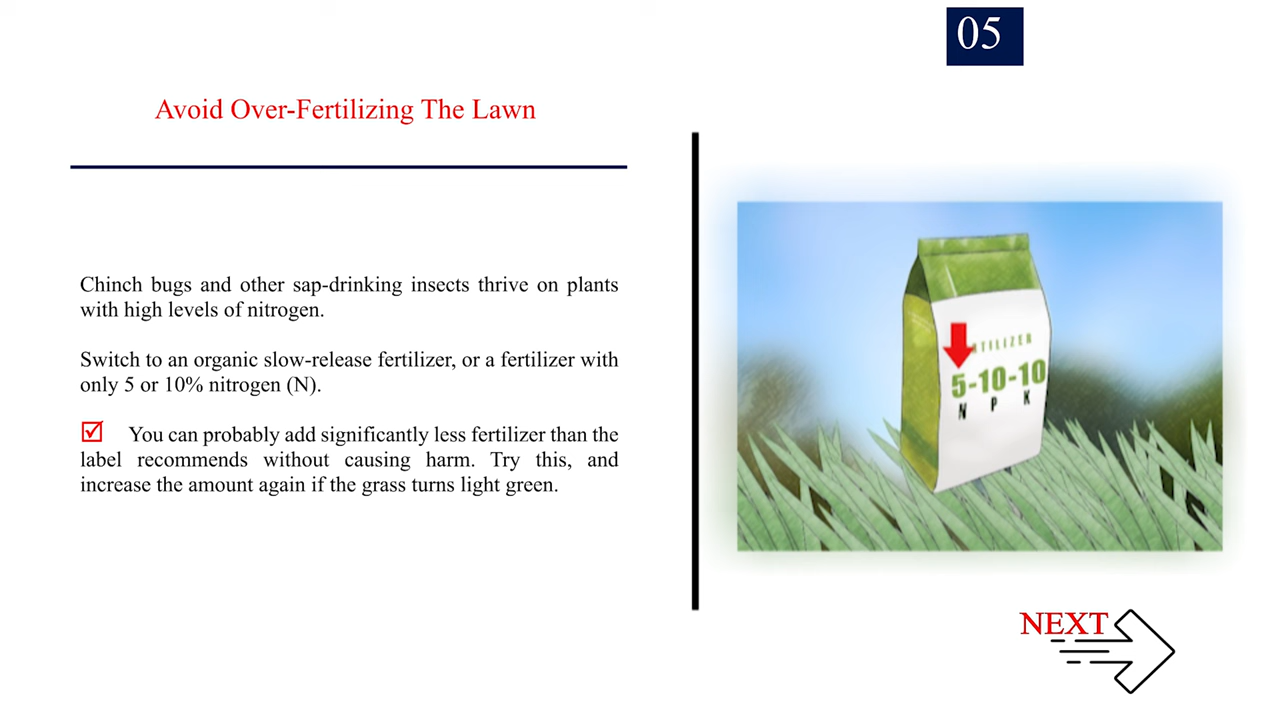 05
Avoid Over-Fertilizing The Lawn
Chinch bugs and other sap-drinking insects thrive on plants
with high levels of nitrogen.
Switch to an organic slow-release fertilizer, or a fertilizer with
only 5 or 10% nitrogen (N).
You can probably add significantly less fertilizer than the
label recommends without causing harm. Try this, and
increase the amount again if the grass turns light green.
TILIZER
5-10-10
N P K
NEXT